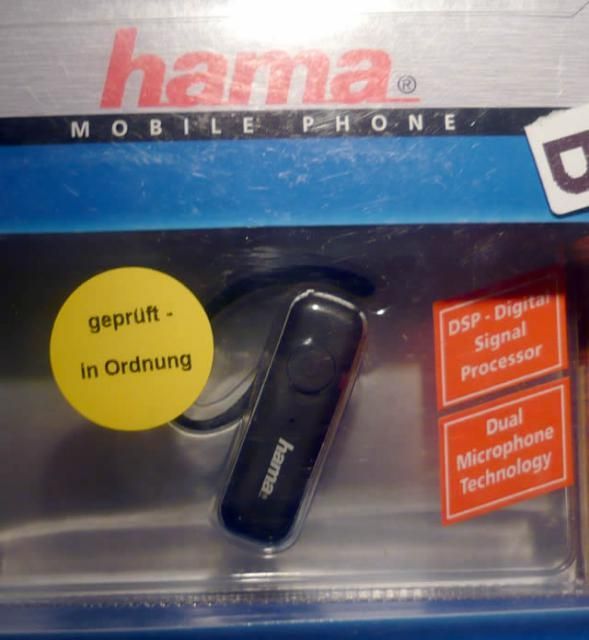 hama®
MOBILE PHONE
D
geprüft -
in Ordnung
DSP - Digital
Signal
Processor
Dual
Microphone
Technology
hama.